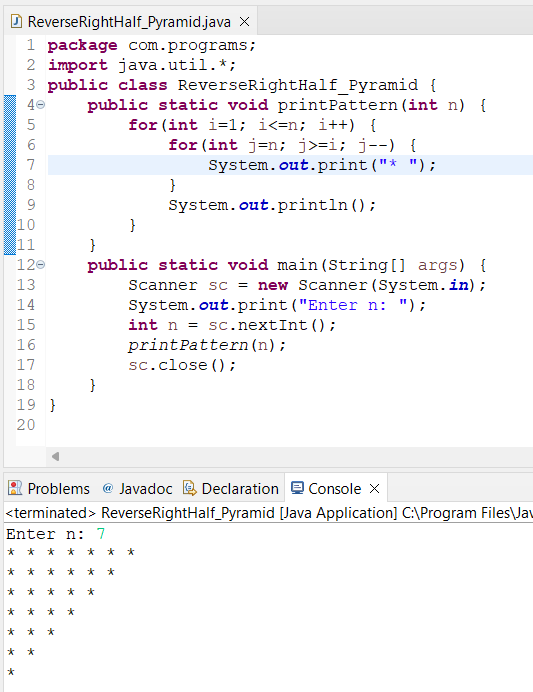 ReverseRightHalf_Pyramid.java
1 package com.programs;
2 import java.util.*;
3 public class ReverseRightHalf_Pyramid {
4 public static void printPattern(int n) {
5 for(int i=1; i<=n; i++) {
6 for(int j=n; j>=i; j--) {
7 System.out.print("* ");
8 }
9 System.out.println();
10 }
11 }
12 public static void main(String[] args) {
13 Scanner sc = new Scanner(System.in);
14 System.out.print("Enter n: ");
15 int n = sc.nextInt();
16 printPattern(n);
17 sc.close();
18 }
19 }
20
Problems @ Javadoc Declaration Console
<terminated> ReverseRightHalf_Pyramid [Java Application] C:\Program Files\Jav
Enter n: 7
* * * * * * *
* * * * * *
* * * * *
* * * *
* * *
* *
*